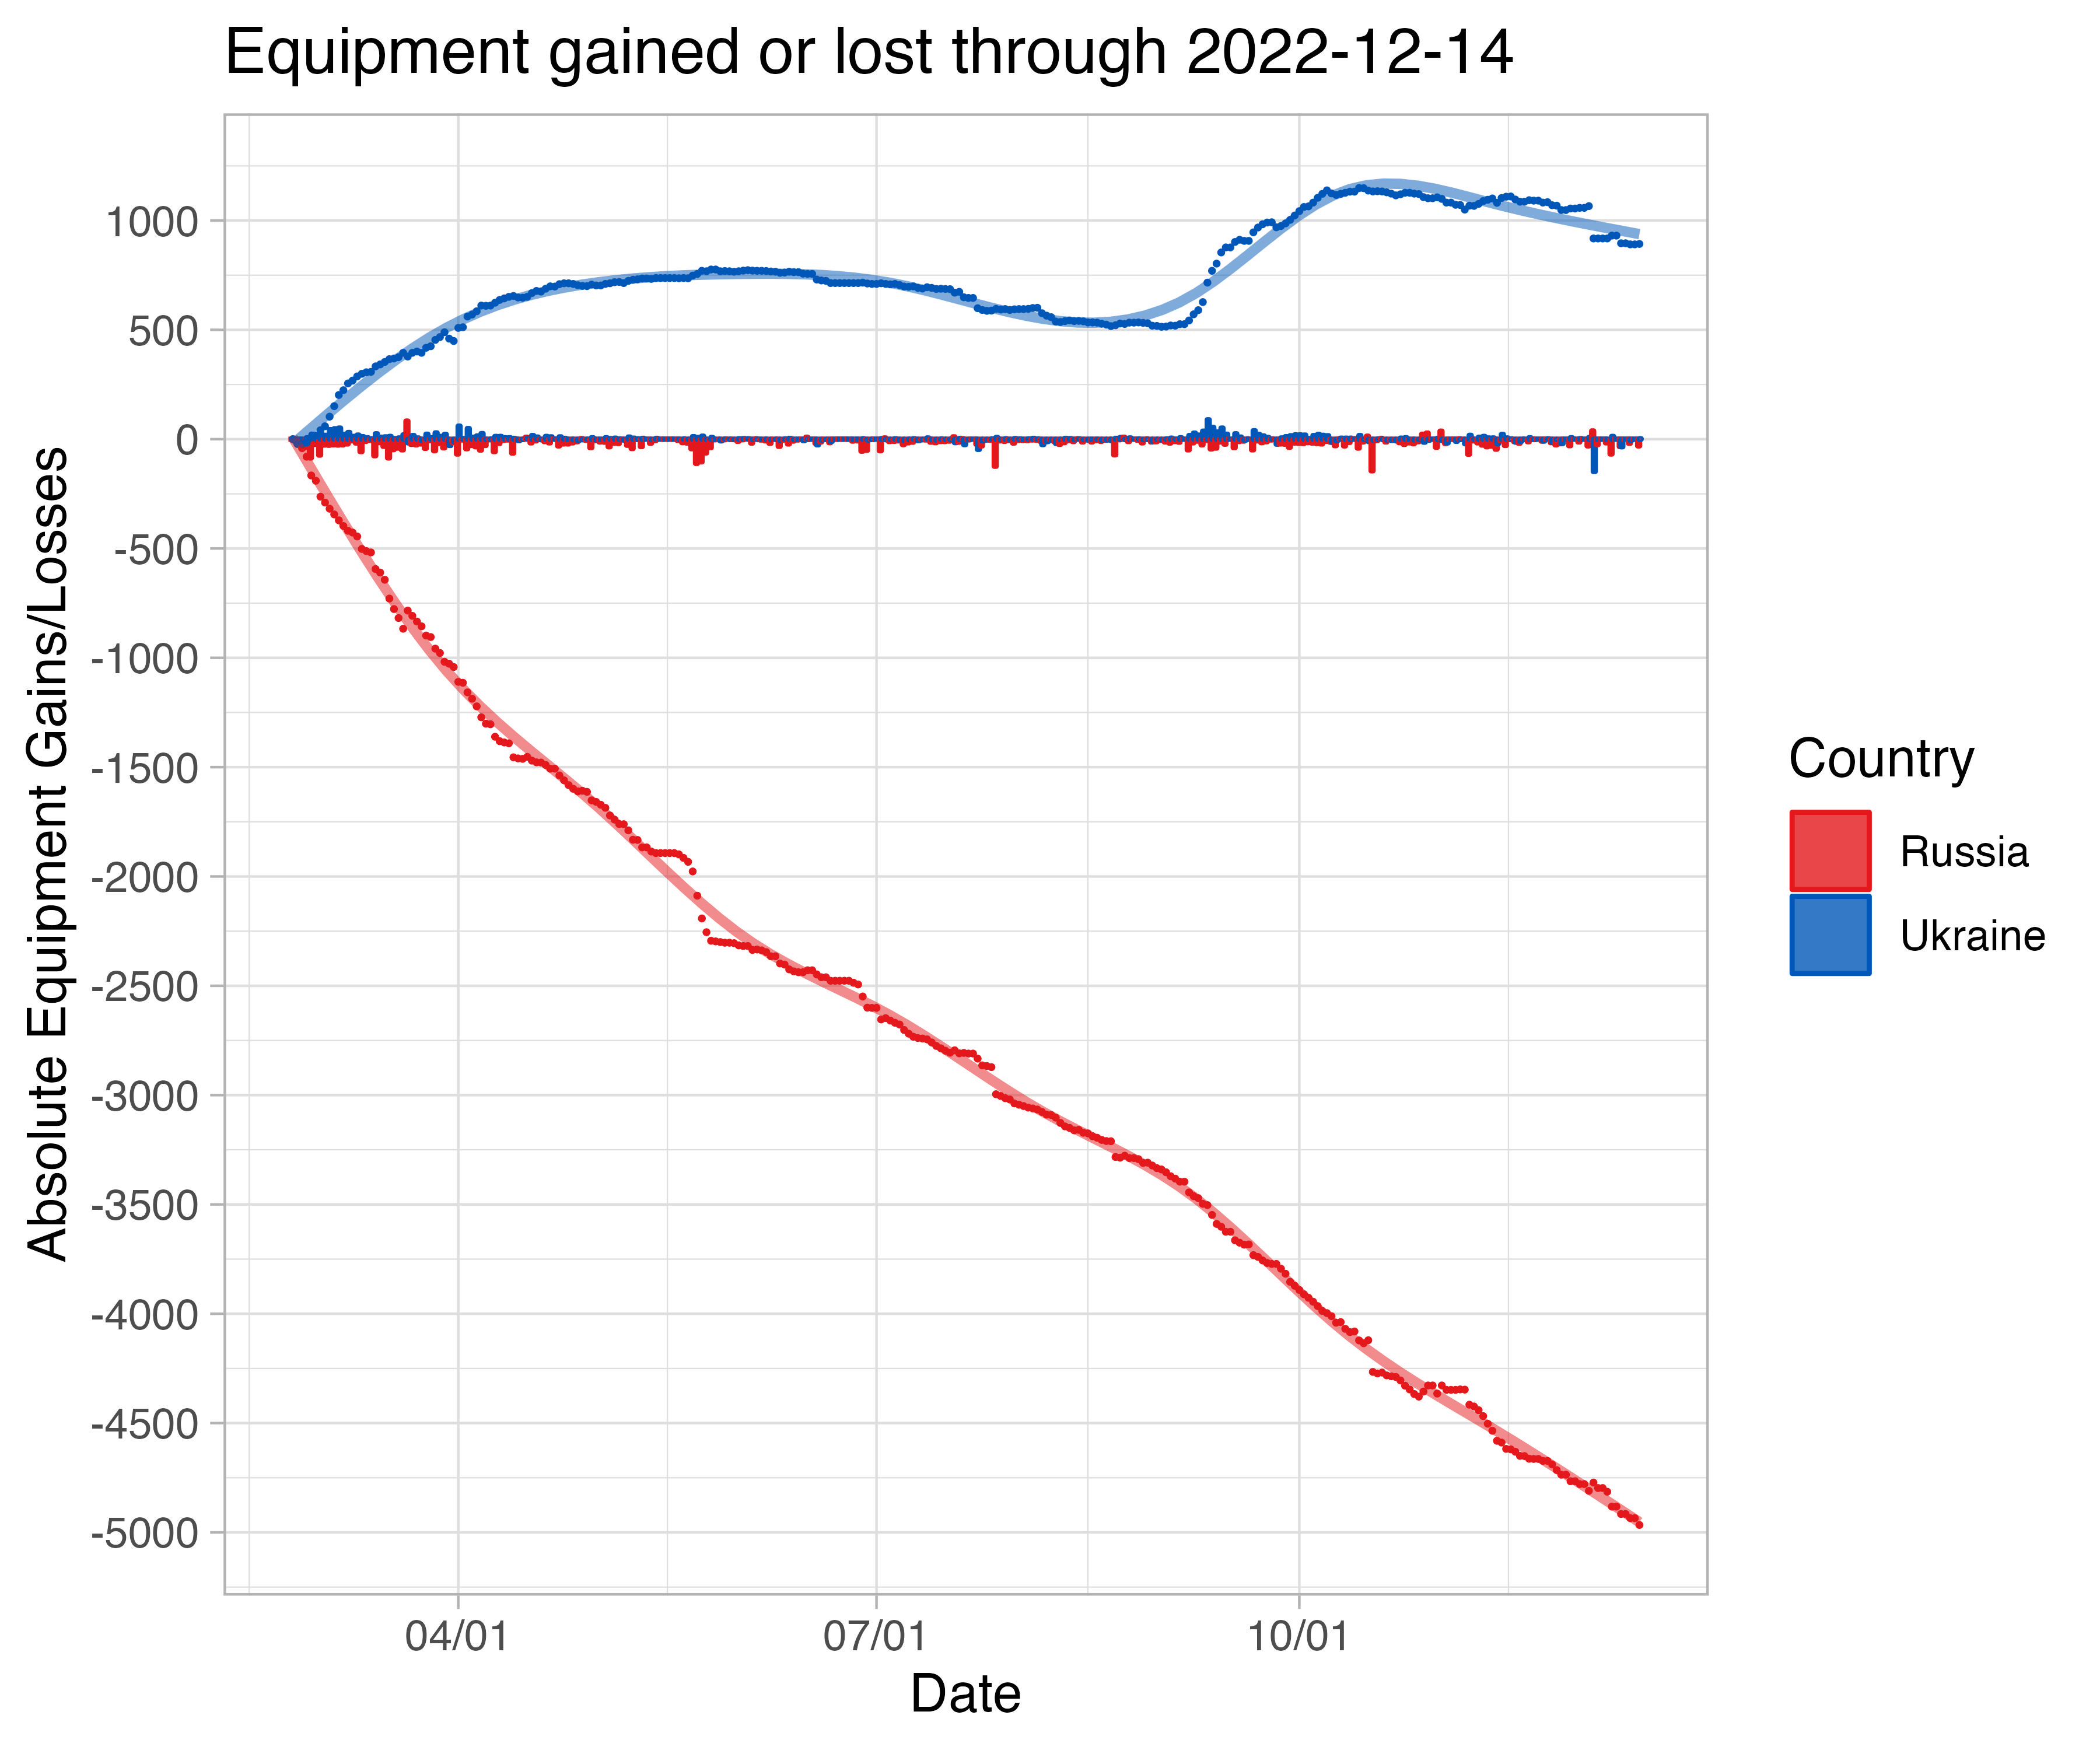 Equipment gained or lost through 2022-12-14
Absolute Equipment Gains/Losses
1000
500
0
-500
-1000
-1500
-2000
-2500
-3000
-3500
-4000
-4500
-5000
04/01
07/01
10/01
Date
Country
Russia
Ukraine